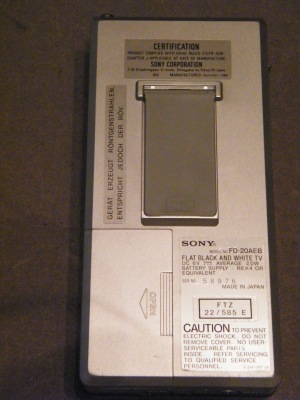 CERTIFICATION
PRODUCT COMPLIES WITH DHHS RULES 21CFR SUB-
CHAPTER J APPLICABLE AT DATE OF MANUFACTURE.
SONY CORPORATION
MANUFACTURED
GERÄT ERZEUGT RÖNTGENSTRAHLEN:
ENTSPRICHT JEDOCH DER RÖV.
SONY MODEL NO. FD-20AEB
FLAT BLACK AND WHITE TV
DC 6V AVERAGE 2.0W
BATTERY SUPPLY R6X4 OR
EQUIVALENT
SER NO. 58976
MADE IN JAPAN
OPEN
FTZ
22/585 E
CAUTION TO PREVENT
ELECTRIC SHOCK. DO NOT
REMOVE COVER. NO USER
SERVICEABLE PARTS
INSIDE. REFER SERVICING
TO QUALIFIED SERVICE
PERSONNEL.